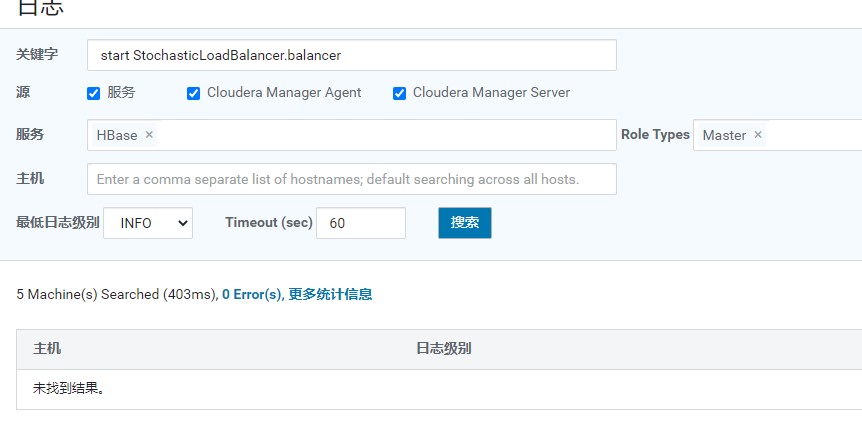 日志
关键字 start StochasticLoadBalancer.balancer
源 服务 Cloudera Manager Agent Cloudera Manager Server
服务 HBase × Role Types Master ×
主机 Enter a comma separate list of hostnames; default searching across all hosts.
最低日志级别 INFO Timeout (sec) 60 搜索
5 Machine(s) Searched (403ms), 0 Error(s), 更多统计信息
主机 日志级别
未找到结果。